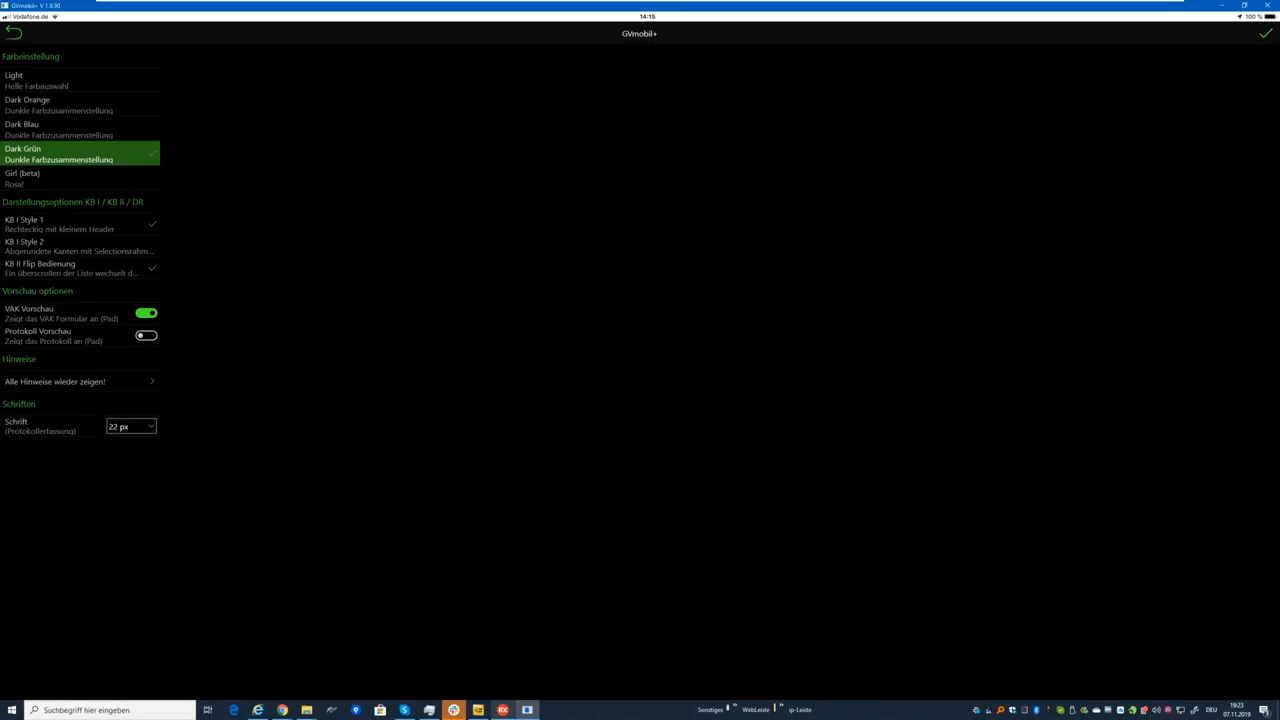 GVmobil+ V 1.9.90
Vodafone.de
14:15
100 %
GVmobil+
Farbeinstellung
Light
Helle Farbauswahl
Dark Orange
Dunkle Farbzusammenstellung
Dark Blau
Dunkle Farbzusammenstellung
Dark Grün
Dunkle Farbzusammenstellung
Girl (beta)
Rosa!
Darstellungsoptionen KB I / KB II / DR
KB I Style 1
Rechteckig mit kleinem Header
KB I Style 2
Abgerundete Kanten mit Selectionsrahm...
KB II Flip Bedienung
Ein überscrollen der Liste wechselt d...
Vorschau optionen
VAK Vorschau
Zeigt das VAK Formular an (Pad)
Protokoll Vorschau
Zeigt das Protokoll an (Pad)
Hinweise
Alle Hinweise wieder zeigen!
Schriften
Schrift
(Protokollerfassung)
22 px
Suchbegriff hier eingeben
Sonstiges
WebLeiste
ip-Leite
DEU
19:23
07.11.2019